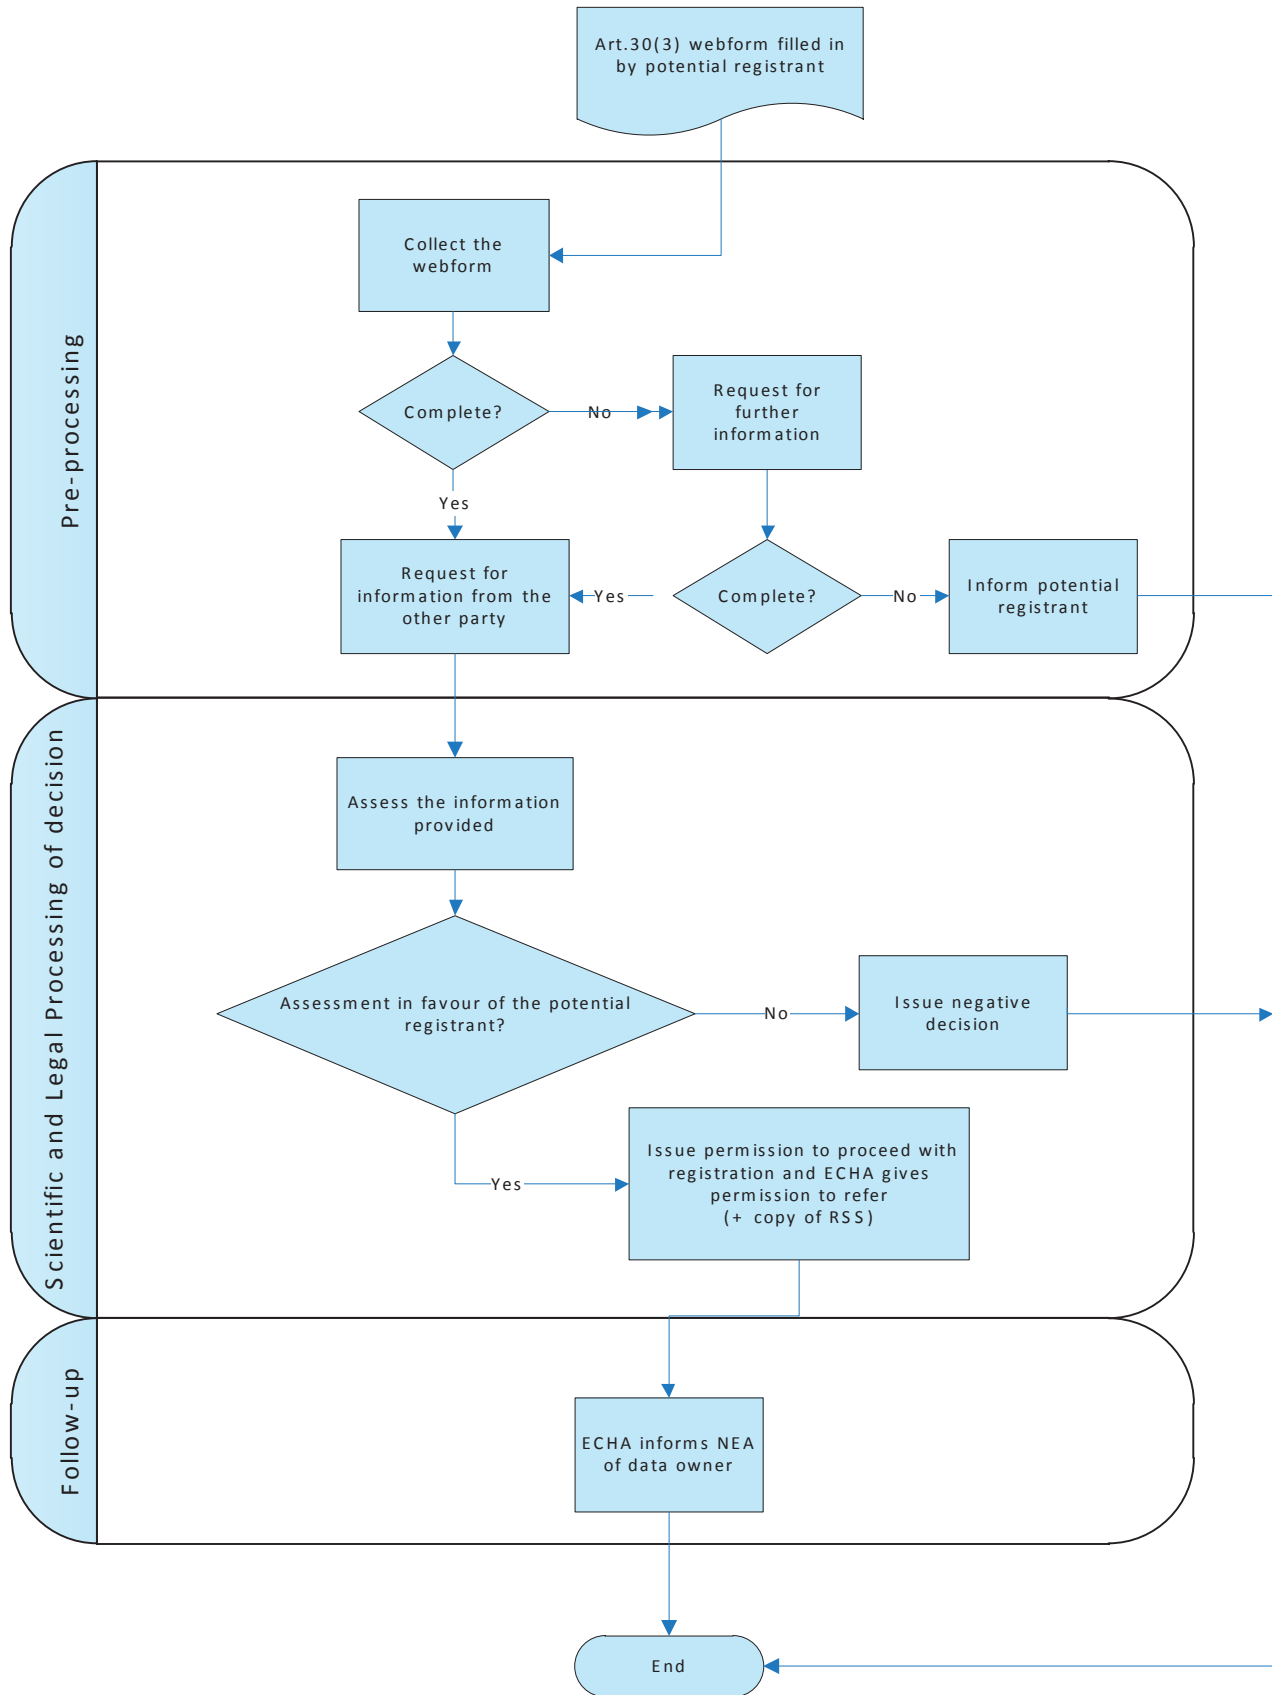 Art.30(3) webform filled in
by potential registrant
Pre-processing
Collect the
webform
Complete?
No
Request for
further
information
Yes
Request for
information from the
other party
Yes
Complete?
No
Inform potential
registrant
Scientific and Legal Processing of decision
Assess the information
provided
Assessment in favour of the potential
registrant?
No
Issue negative
decision
Yes
Issue permission to proceed with
registration and ECHA gives
permission to refer
(+ copy of RSS)
Follow-up
ECHA informs NEA
of data owner
End